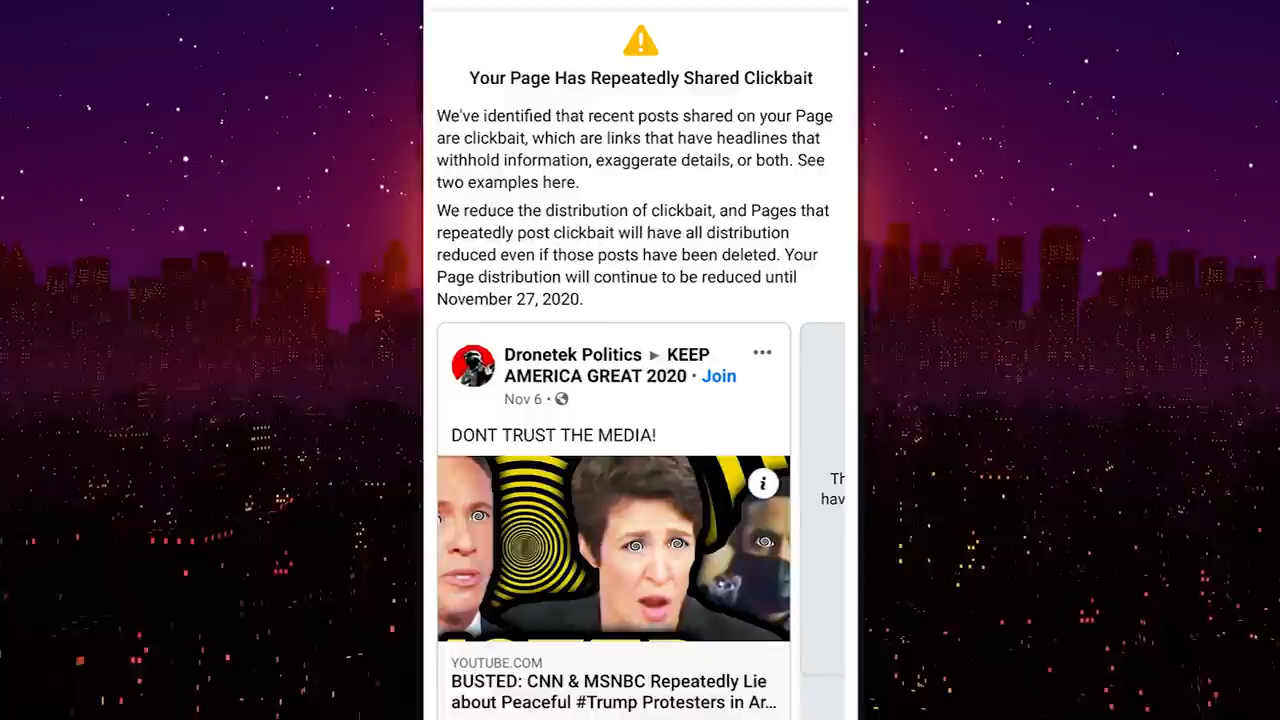 Your Page Has Repeatedly Shared Clickbait
We've identified that recent posts shared on your Page
are clickbait, which are links that have headlines that
withhold information, exaggerate details, or both. See
two examples here.
We reduce the distribution of clickbait, and Pages that
repeatedly post clickbait will have all distribution
reduced even if those posts have been deleted. Your
Page distribution will continue to be reduced until
November 27, 2020.
Dronetek Politics ▸ KEEP
AMERICA GREAT 2020 · Join
Nov 6 ·
DONT TRUST THE MEDIA!
YOUTUBE.COM
BUSTED: CNN & MSNBC Repeatedly Lie
about Peaceful #Trump Protesters in Ar...